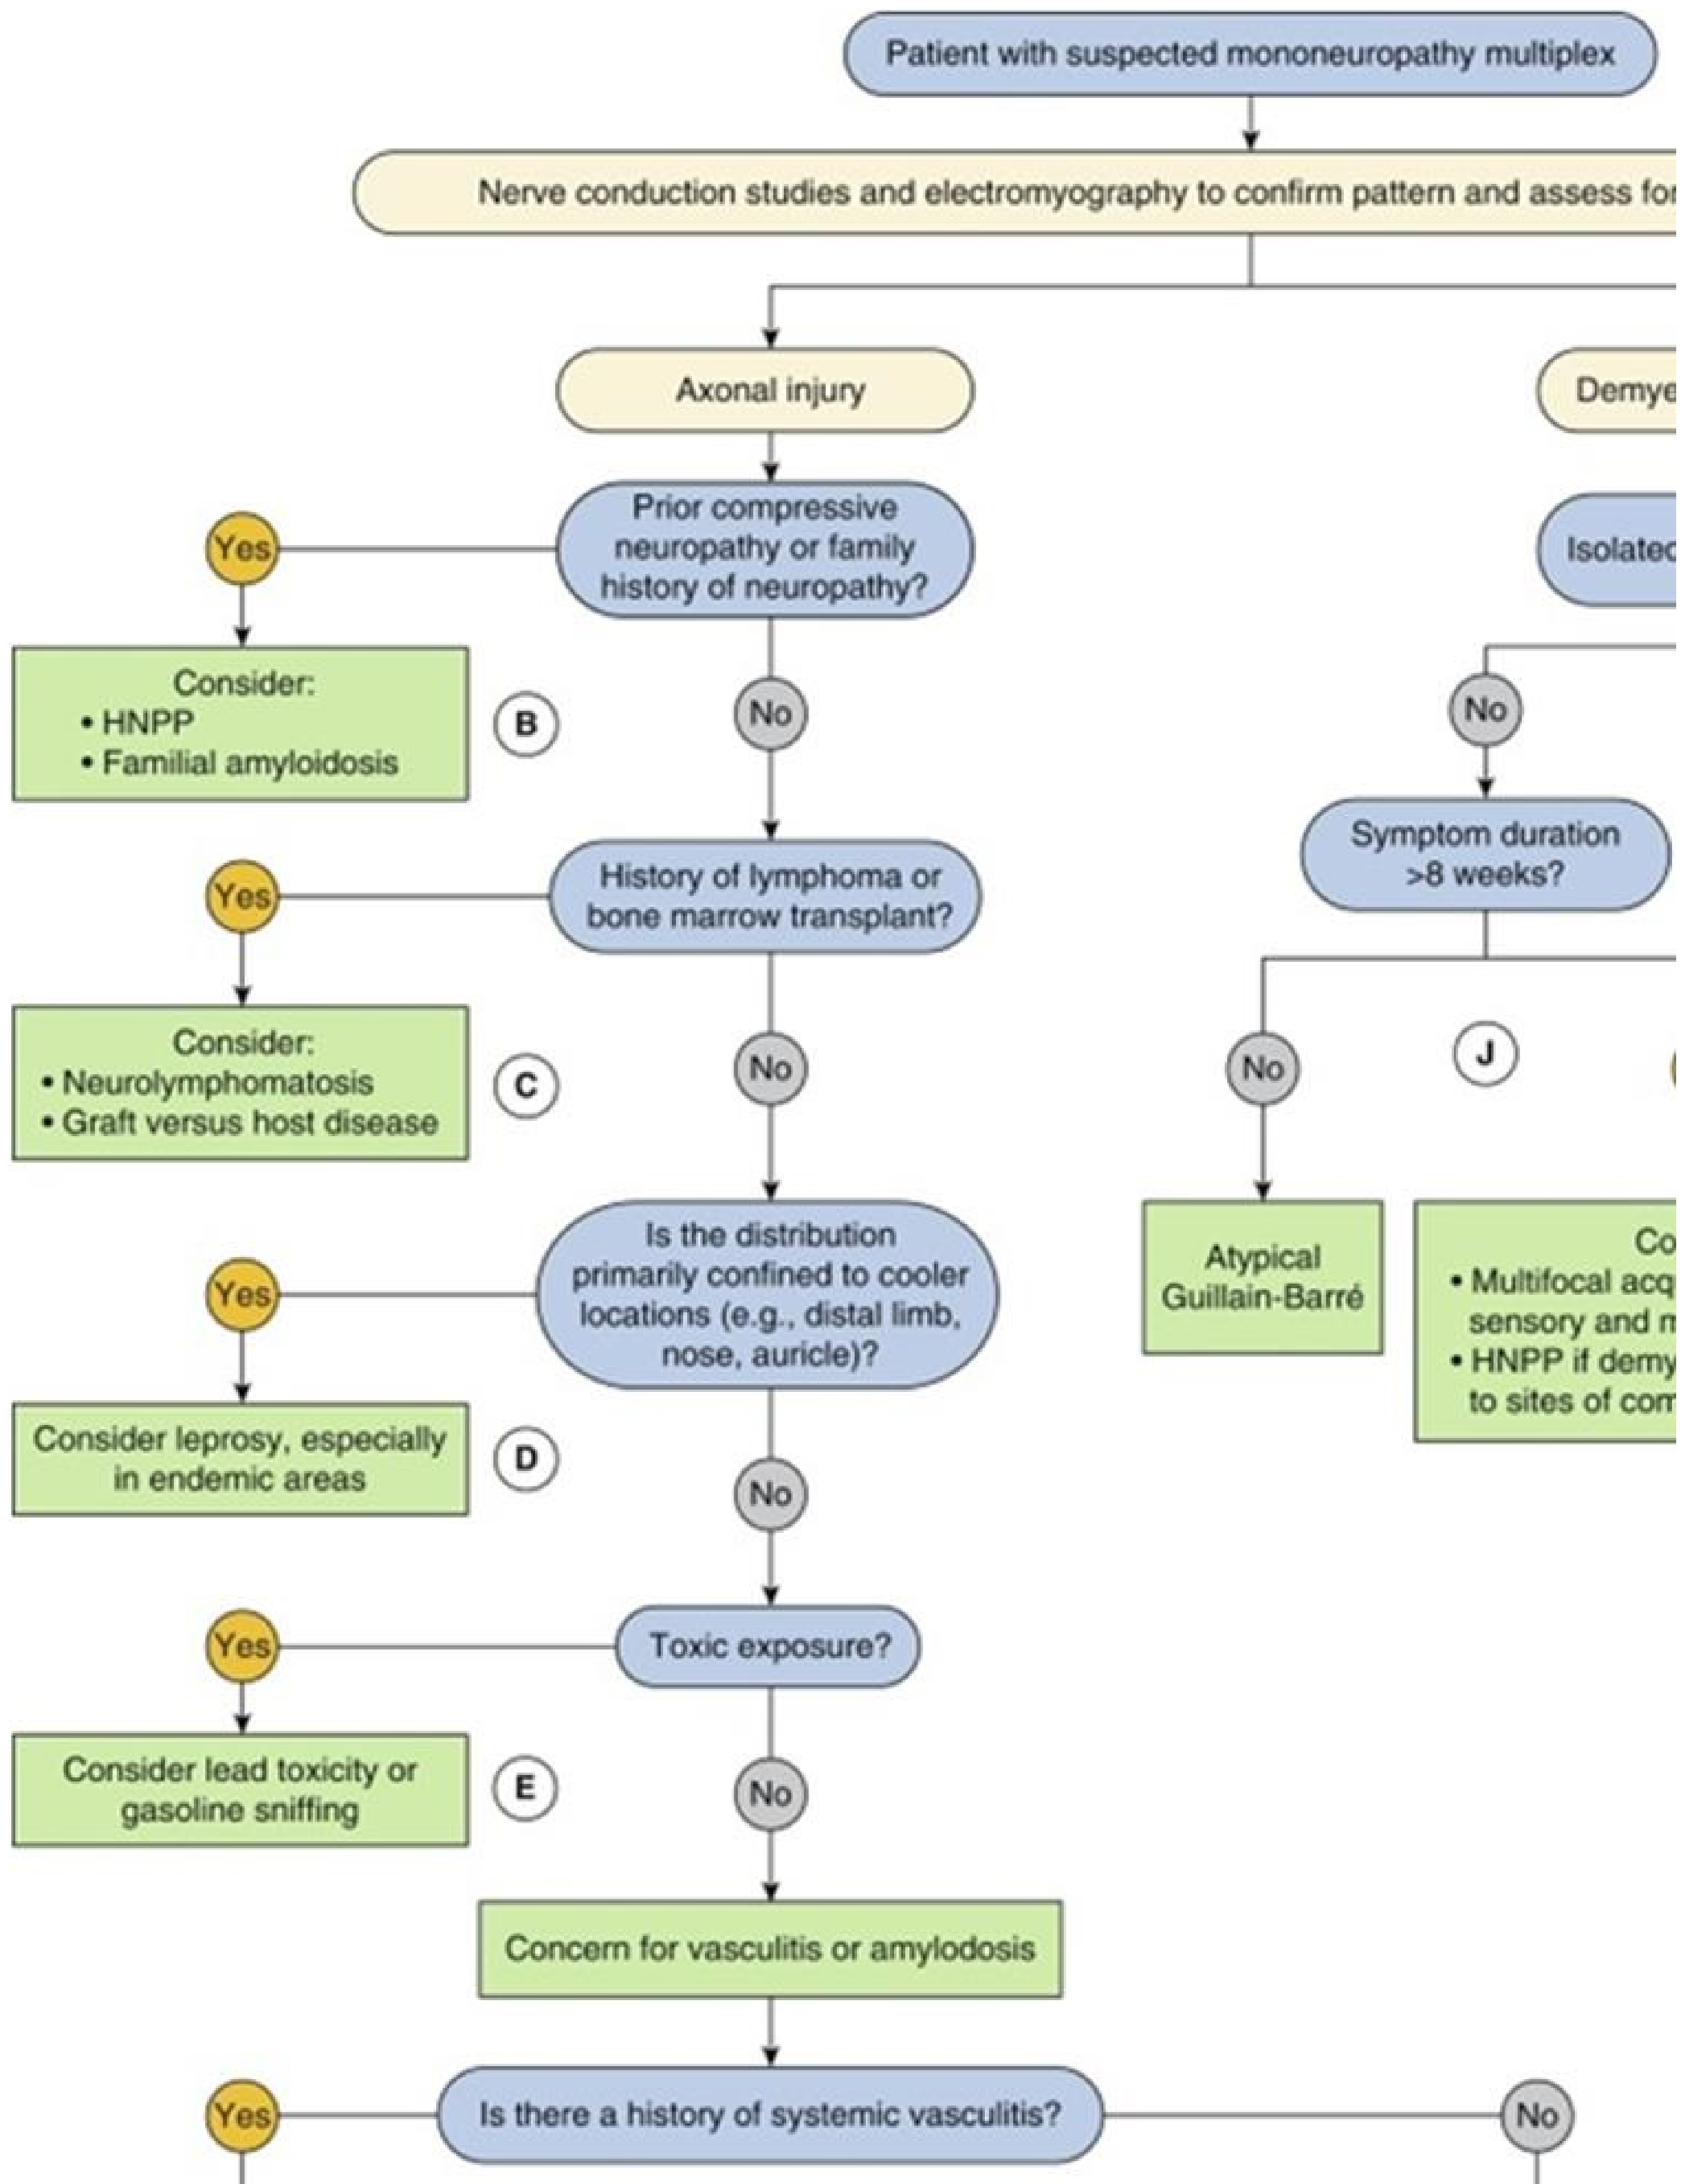 Patient with suspected mononeuropathy multiplex
Nerve conduction studies and electromyography to confirm pattern and assess for
Axonal injury
Demye
Prior compressive
neuropathy or family
history of neuropathy?
Yes
Isolated
Consider:
• HNPP
• Familial amyloidosis
B
No
No
Symptom duration
>8 weeks?
History of lymphoma or
bone marrow transplant?
Yes
Consider:
• Neurolymphomatosis
• Graft versus host disease
C
No
No
J
Is the distribution
primarily confined to cooler
locations (e.g., distal limb,
nose, auricle)?
Yes
Atypical
Guillain-Barré
Co
• Multifocal acq
sensory and m
• HNPP if demy
to sites of com
Consider leprosy, especially
in endemic areas
D
No
Toxic exposure?
Yes
Consider lead toxicity or
gasoline sniffing
E
No
Concern for vasculitis or amylodosis
Yes
Is there a history of systemic vasculitis?
No